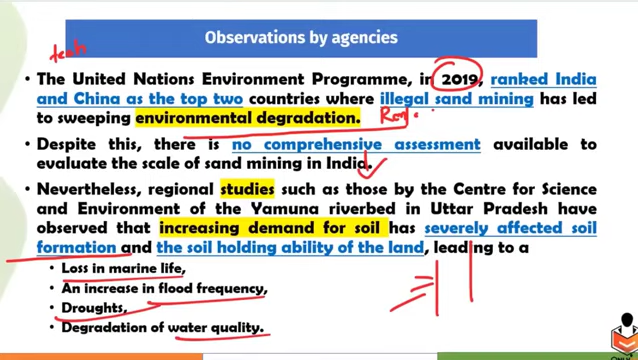 Observations by agencies
• The United Nations Environment Programme, in 2019, ranked India
and China as the top two countries where illegal sand mining has led
to sweeping environmental degradation.
• Despite this, there is no comprehensive assessment available to
evaluate the scale of sand mining in India.
• Nevertheless, regional studies such as those by the Centre for Science
and Environment of the Yamuna riverbed in Uttar Pradesh have
observed that increasing demand for soil has severely affected soil
formation and the soil holding ability of the land, leading to a
• Loss in marine life,
• An increase in flood frequency,
• Droughts,
• Degradation of water quality.